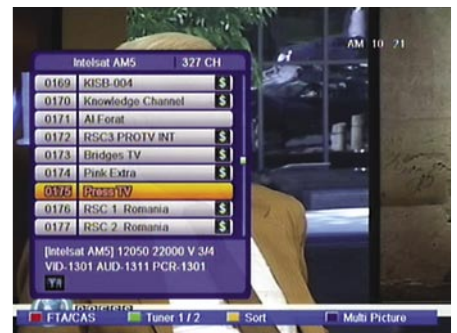 AM 10 21
Intelsat AM5 327 CH
0169 KISB-004 $
0170 Knowledge Channel $
0171 Al Forat
0172 RSC3 PROTV INT $
0173 Bridges TV $
0174 Pink Extra $
0175 Press TV
0176 RSC 1 Romania $
0177 RSC 2 Romania $
[Intelsat AM5] 12050 22000 V 3/4
VID-1301 AUD-1311 PCR-1301
FTA/CAS Tuner 1 / 2 Sort Multi Picture